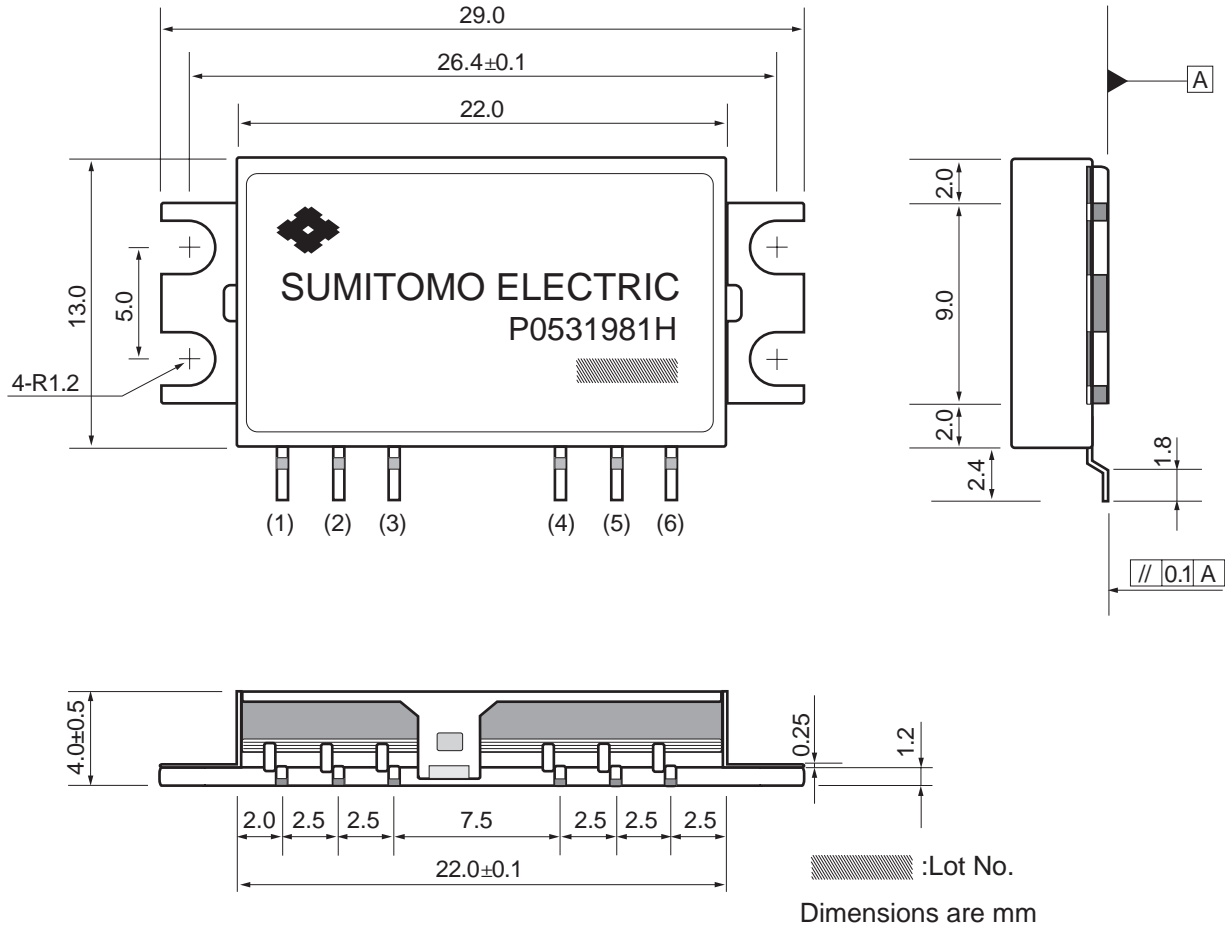 29.0
26.4±0.1
22.0
A
13.0
5.0
4-R1.2
SUMITOMO ELECTRIC
P0531981H
(1) (2) (3) (4) (5) (6)
2.0
9.0
2.0
2.4
1.8
// 0.1 A
4.0±0.5
0.25
1.2
2.0 2.5 2.5 7.5 2.5 2.5 2.5
22.0±0.1
:Lot No.
Dimensions are mm